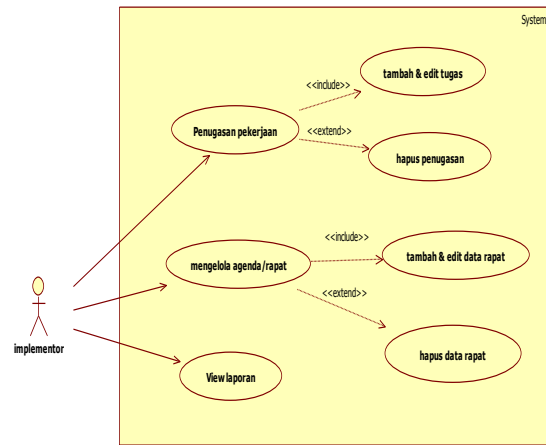 System
tambah & edit tugas
<<include>>
Penugasan pekerjaan
<<extend>>
hapus penugasan
<<include>>
tambah & edit data rapat
mengelola agenda/rapat
<<extend>>
implementor
hapus data rapat
View laporan